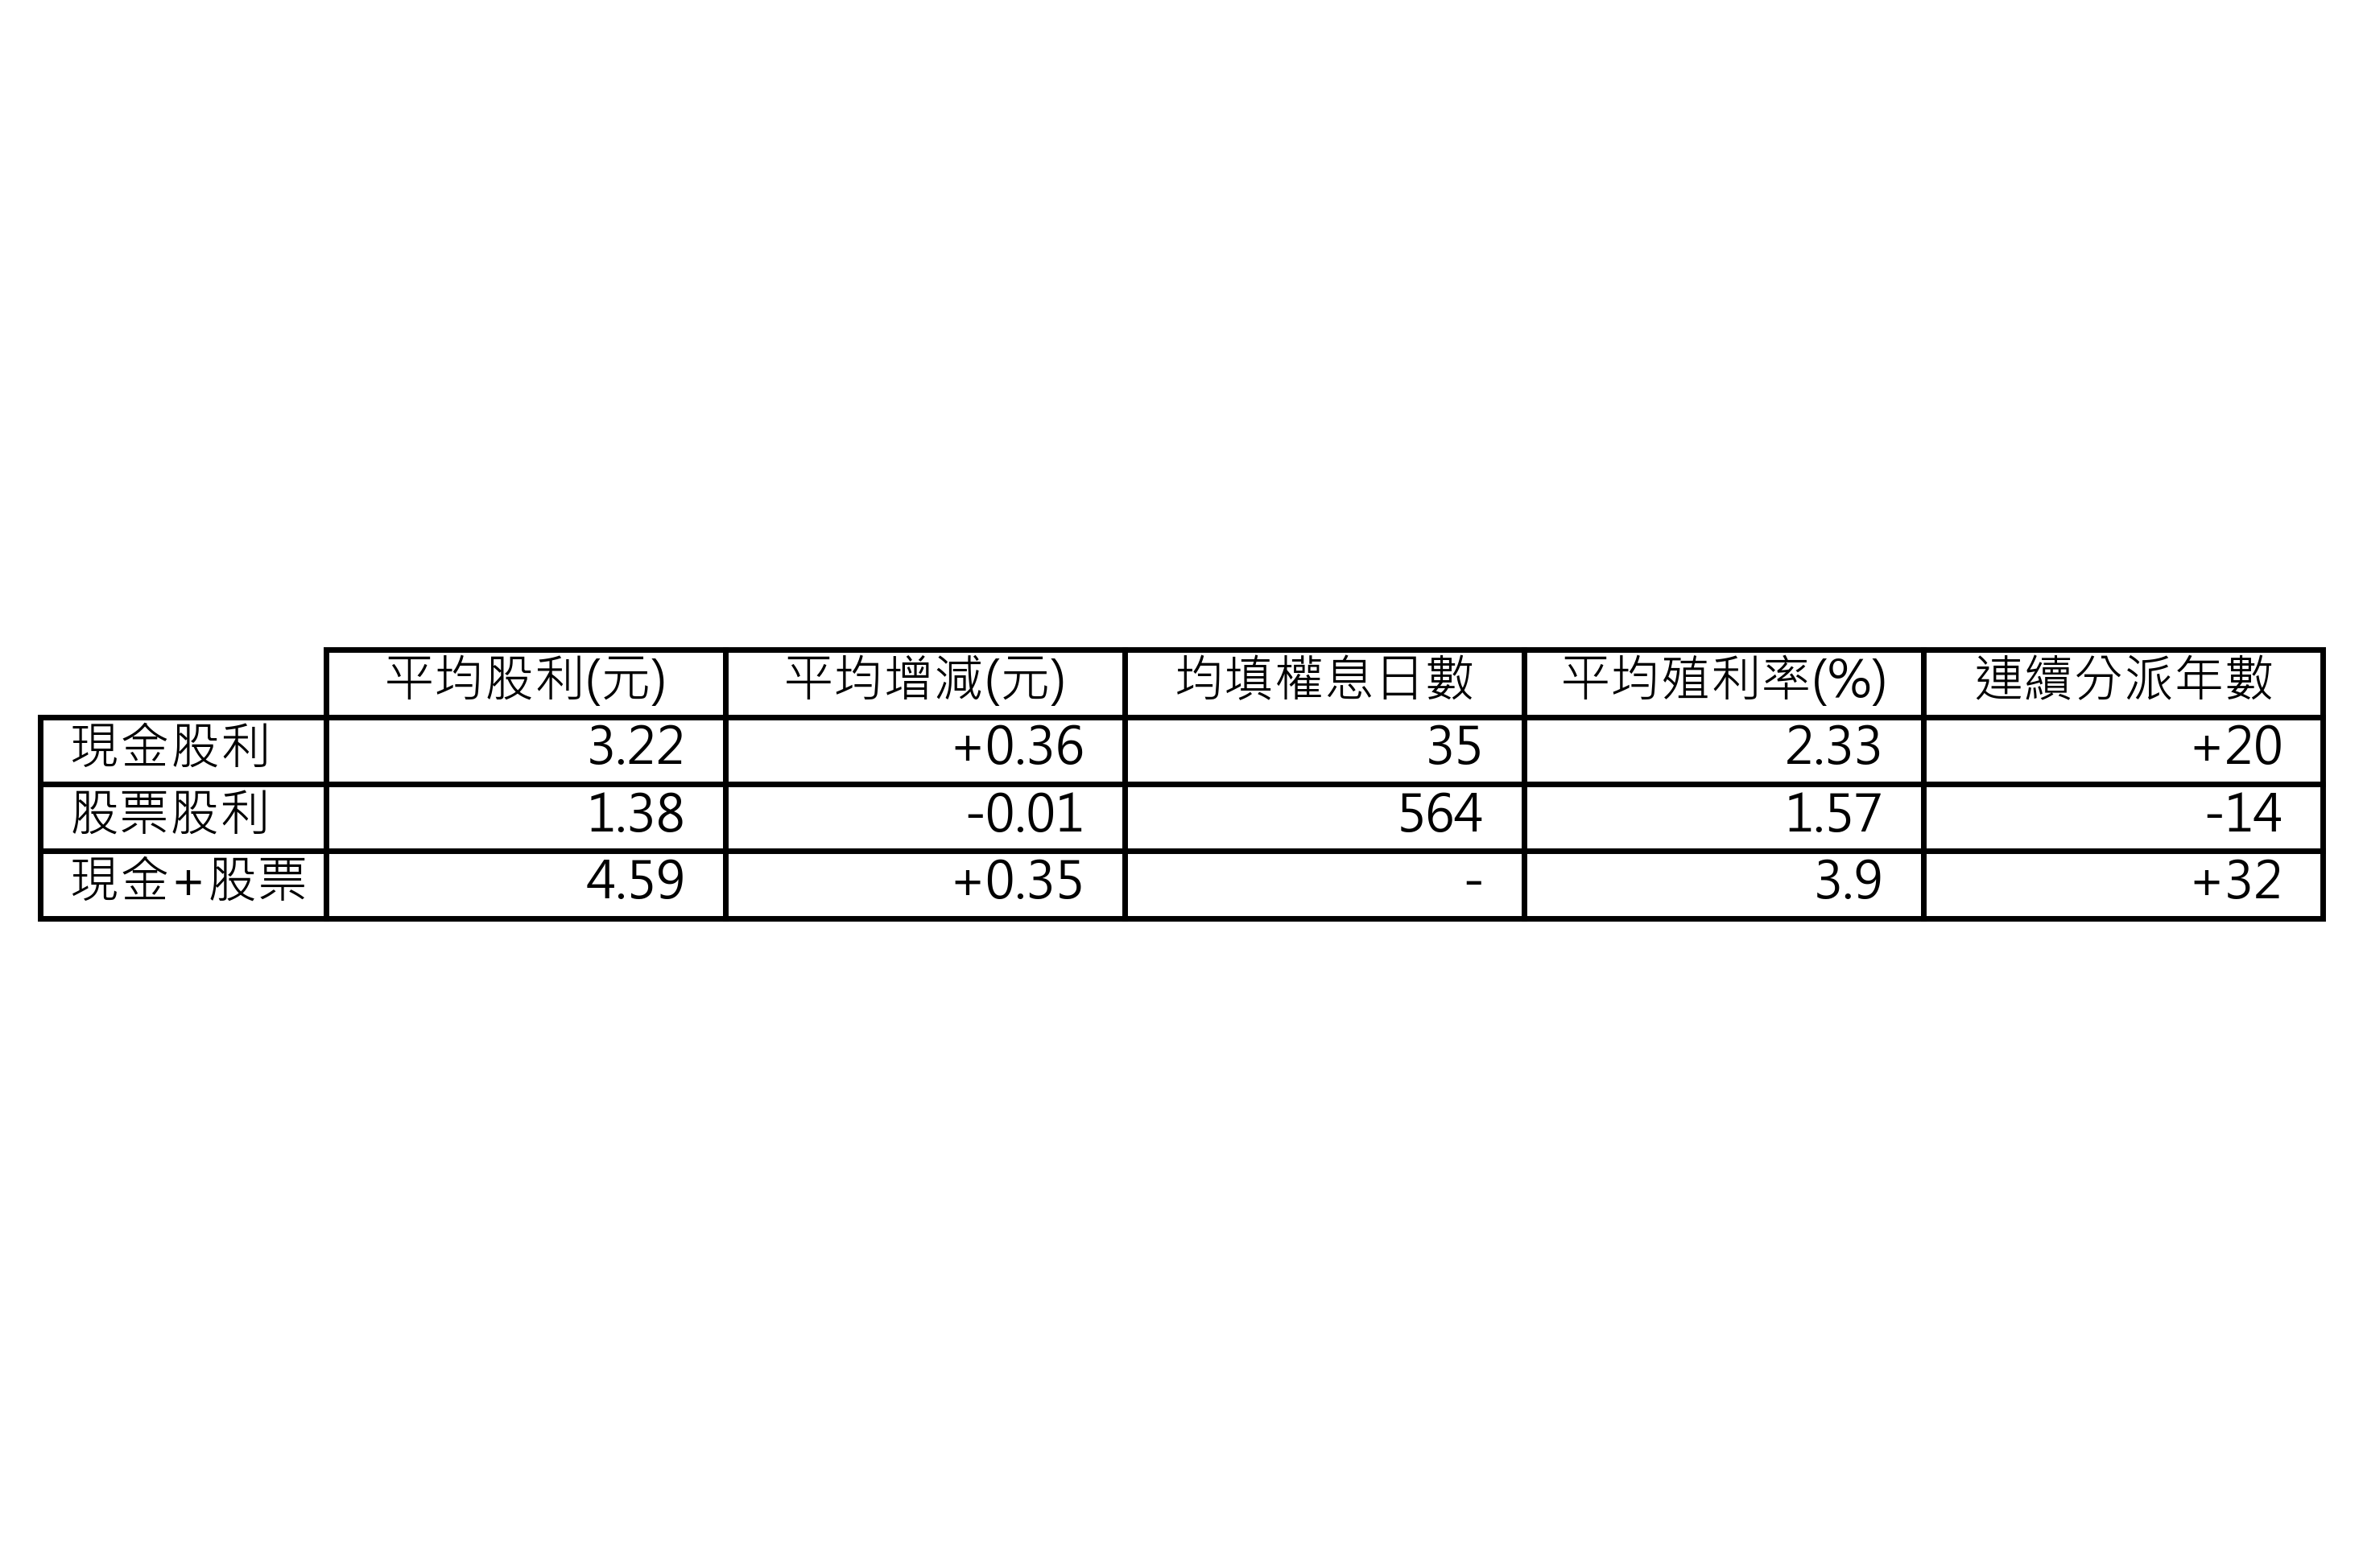 平均股利(元) 平均增減(元) 均填權息日數 平均殖利率(%) 連續分派年數
現金股利 3.22 +0.36 35 2.33 +20
股票股利 1.38 -0.01 564 1.57 -14
現金+股票 4.59 +0.35 - 3.9 +32